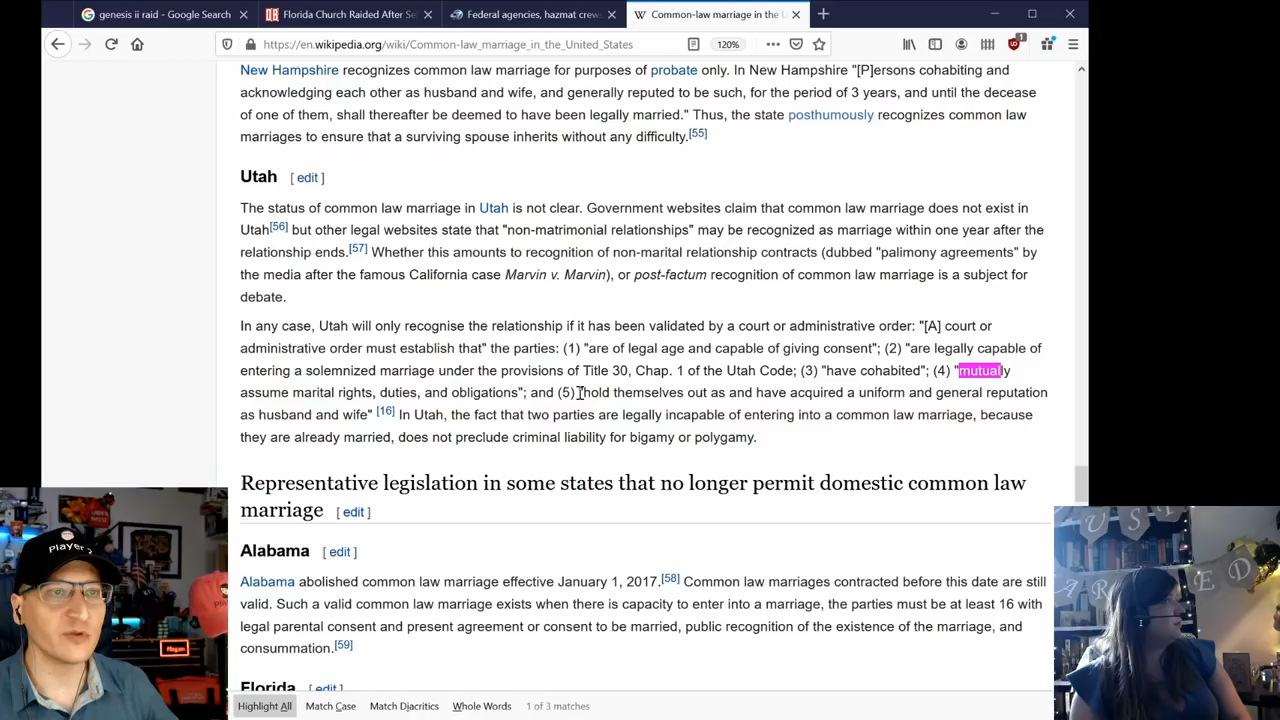 genesis ii raid - Google Search
Florida Church Raided After Se
Federal agencies, hazmat crews
Common-law marriage in the U
https://en.wikipedia.org/wiki/Common-law_marriage_in_the_United_States
120%
1
New Hampshire recognizes common law marriage for purposes of probate only. In New Hampshire "[P]ersons cohabiting and
acknowledging each other as husband and wife, and generally reputed to be such, for the period of 3 years, and until the decease
of one of them, shall thereafter be deemed to have been legally married." Thus, the state posthumously recognizes common law
marriages to ensure that a surviving spouse inherits without any difficulty.[55]
Utah [ edit ]
The status of common law marriage in Utah is not clear. Government websites claim that common law marriage does not exist in
Utah[56] but other legal websites state that "non-matrimonial relationships" may be recognized as marriage within one year after the
relationship ends.[57] Whether this amounts to recognition of non-marital relationship contracts (dubbed "palimony agreements" by
the media after the famous California case Marvin v. Marvin), or post-factum recognition of common law marriage is a subject for
debate.
In any case, Utah will only recognise the relationship if it has been validated by a court or administrative order: "[A] court or
administrative order must establish that" the parties: (1) "are of legal age and capable of giving consent"; (2) "are legally capable of
entering a solemnized marriage under the provisions of Title 30, Chap. 1 of the Utah Code; (3) "have cohabited"; (4) "mutually
assume marital rights, duties, and obligations"; and (5) "hold themselves out as and have acquired a uniform and general reputation
as husband and wife" [16] In Utah, the fact that two parties are legally incapable of entering into a common law marriage, because
they are already married, does not preclude criminal liability for bigamy or polygamy.
Representative legislation in some states that no longer permit domestic common law
marriage [ edit ]
Alabama [ edit ]
Alabama abolished common law marriage effective January 1, 2017.[58] Common law marriages contracted before this date are still
valid. Such a valid common law marriage exists when there is capacity to enter into a marriage, the parties must be at least 16 with
legal parental consent and present agreement or consent to be married, public recognition of the existence of the marriage, and
consummation.[59]
Florida [ edit ]
Highlight All Match Case Match Diacritics Whole Words 1 of 3 matches
Player
U S
A R
E D